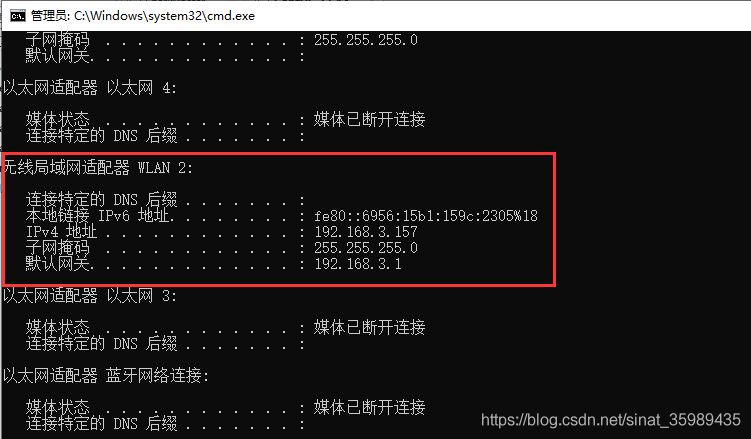 管理员: C:\Windows\system32\cmd.exe
子网掩码 . . . . . . . . . . . . : 255.255.255.0
默认网关. . . . . . . . . . . . . :
以太网适配器 以太网 4:
媒体状态 . . . . . . . . . . . . : 媒体已断开连接
连接特定的 DNS 后缀 . . . . . . . :
无线局域网适配器 WLAN 2:
连接特定的 DNS 后缀 . . . . . . . :
本地链接 IPv6 地址. . . . . . . . : fe80::6956:15b1:159c:2305%18
IPv4 地址 . . . . . . . . . . . . : 192.168.3.157
子网掩码 . . . . . . . . . . . . : 255.255.255.0
默认网关. . . . . . . . . . . . . : 192.168.3.1
以太网适配器 以太网 3:
媒体状态 . . . . . . . . . . . . : 媒体已断开连接
连接特定的 DNS 后缀 . . . . . . . :
以太网适配器 蓝牙网络连接:
媒体状态 . . . . . . . . . . . . : 媒体已断开连接
连接特定的 DNS 后缀 . . . . . . . :
https://blog.csdn.net/sinat_35989435